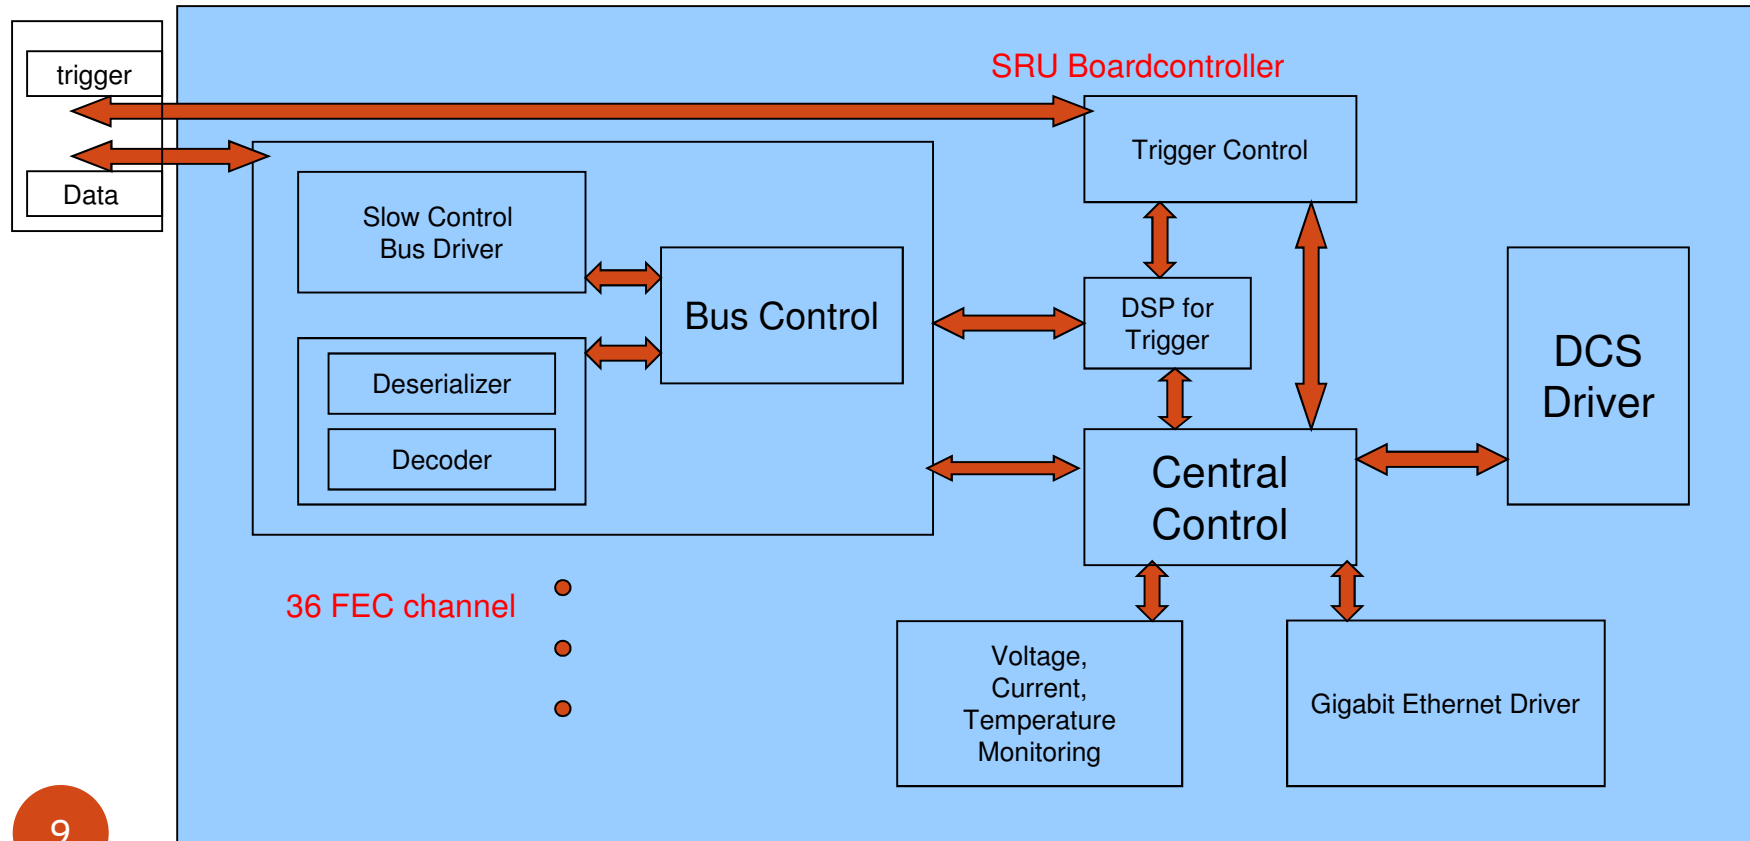 trigger
Data
SRU Boardcontroller
Trigger Control
Slow Control
Bus Driver
Bus Control
Deserializer
Decoder
DSP for
Trigger
DCS
Driver
Central
Control
36 FEC channel
Voltage,
Current,
Temperature
Monitoring
Gigabit Ethernet Driver
9